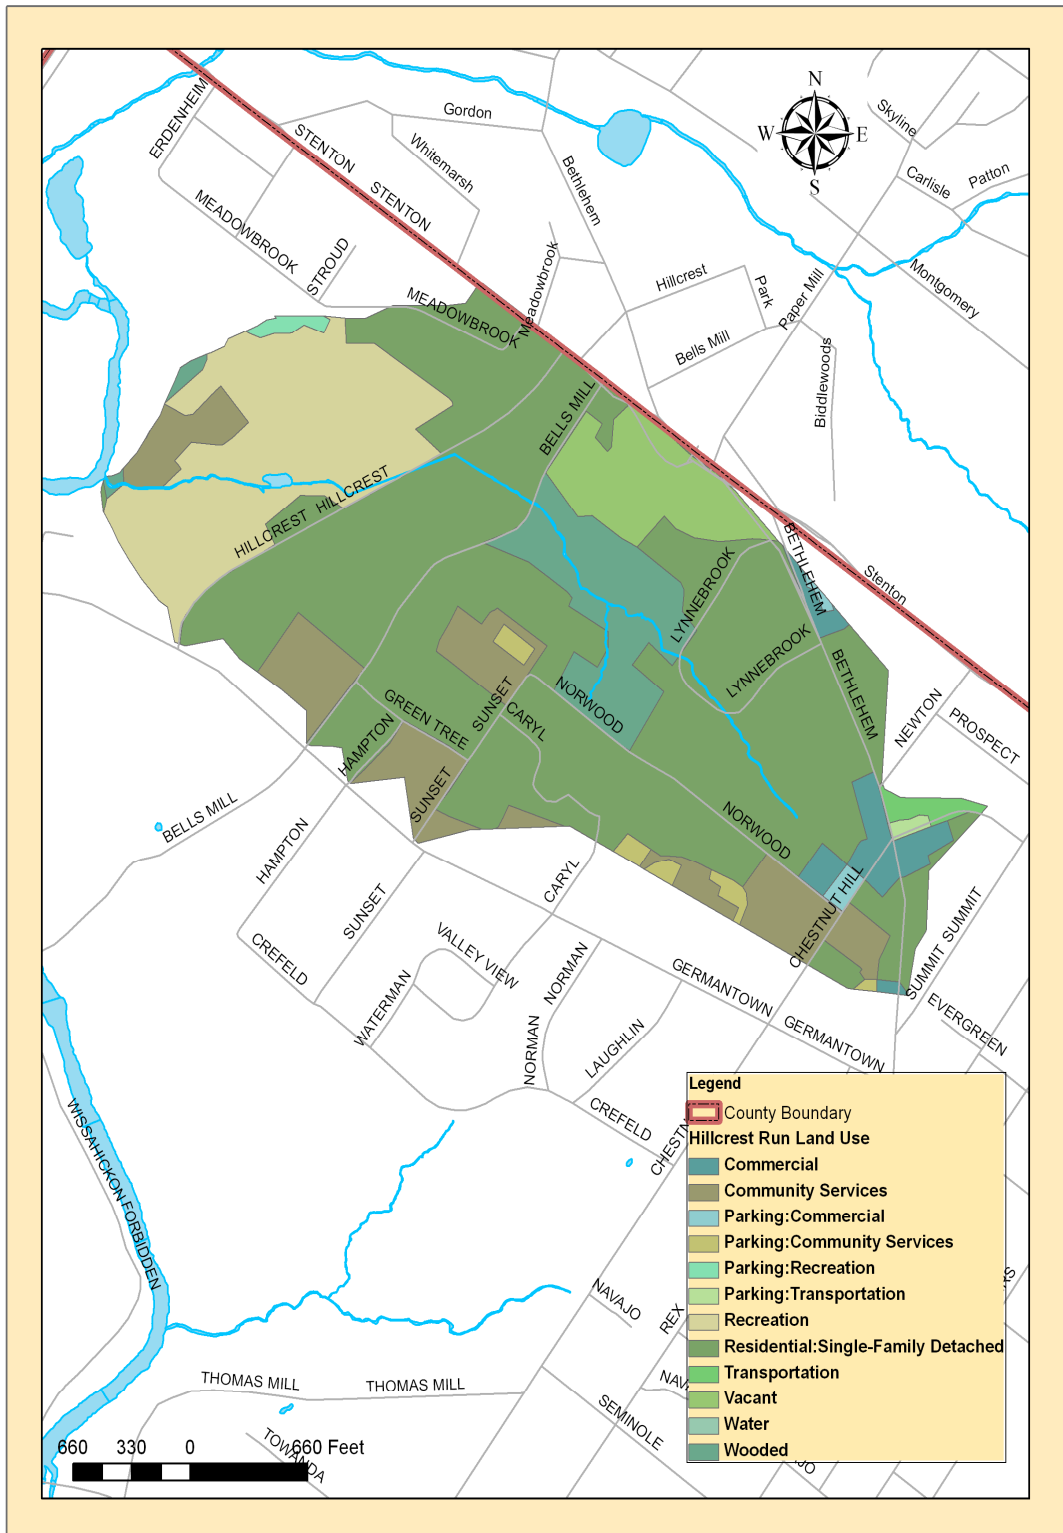 N
W E
S
ERDENHEIM
Gordon
STENTON
STENTON
Whitemarsh
Bethlehem
Skyline
Carlisle
Patton
MEADOWBROOK
STROUD
Meadowbrook
MEADOWBROOK
Hillcrest
Park
Paper Mill
Montgomery
Bells Mill
Biddlewoods
BELLS MILL
HILLCREST
HILLCREST
BETHLEHEM
Stenton
LYNNEBROOK
LYNNEBROOK
BETHLEHEM
NEWTON
PROSPECT
GREEN TREE
SUNSET
CARYL
NORWOOD
HAMPTON
SUNSET
NORWOOD
BELLS MILL
HAMPTON
SUNSET
CARYL
CHESTNUT HILL
SUMMIT
SUMMIT
CREFELD
VALLEY VIEW
WATERMAN
NORMAN
NORMAN
GERMANTOWN
GERMANTOWN
EVERGREEN
LAUGHLIN
CREFELD
CHESTN
WISSAHICKON
FORBIDDEN
NAVAJO
REX
NAV
RS
THOMAS MILL
THOMAS MILL
SEMINOLE
JO
TOWANDA
Legend
County Boundary
Hillcrest Run Land Use
Commercial
Community Services
Parking:Commercial
Parking:Community Services
Parking:Recreation
Parking:Transportation
Recreation
Residential:Single-Family Detached
Transportation
Vacant
Water
Wooded
660 330 0 660 Feet